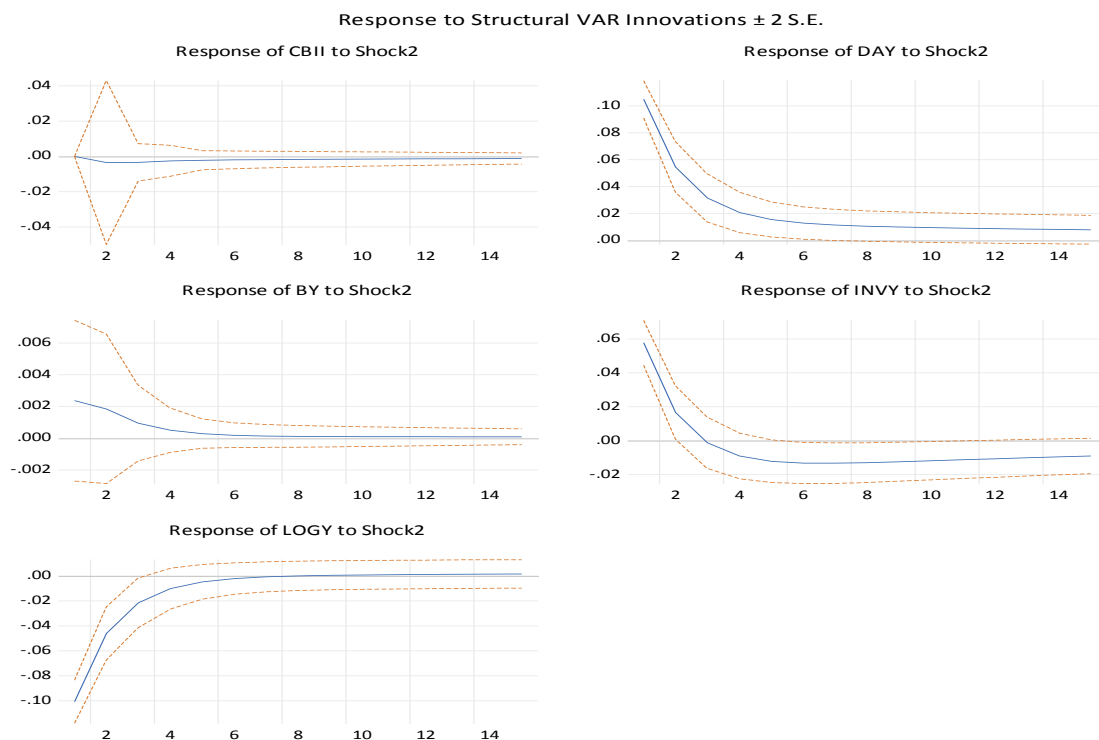 Response to Structural VAR Innovations ± 2 S.E.
Response of CBII to Shock2
.04
.02
.00
-.02
-.04
2 4 6 8 10 12 14
Response of DAY to Shock2
.10
.08
.06
.04
.02
.00
2 4 6 8 10 12 14
Response of BY to Shock2
.006
.004
.002
.000
-.002
2 4 6 8 10 12 14
Response of INVY to Shock2
.06
.04
.02
.00
-.02
2 4 6 8 10 12 14
Response of LOGY to Shock2
.00
-.02
-.04
-.06
-.08
-.10
2 4 6 8 10 12 14